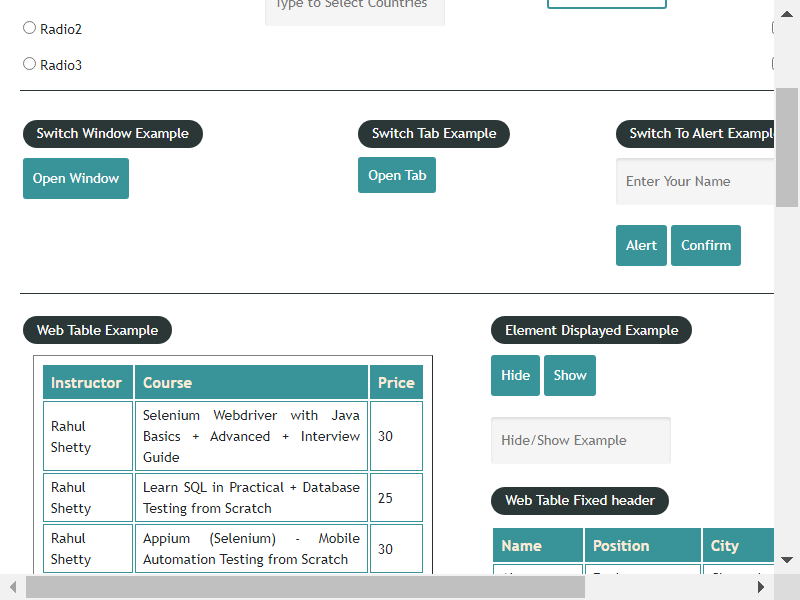 Type to Select Countries
Radio2
Radio3
Switch Window Example
Switch Tab Example
Open Window
Open Tab
Enter Your Name
Alert Confirm
Web Table Example
Instructor Course Price
Rahul Shetty
Selenium Webdriver with Java
Basics + Advanced + Interview
Guide
30
Rahul Shetty
Learn SQL in Practical + Database
Testing from Scratch
25
Rahul Shetty
Appium (Selenium) - Mobile
Automation Testing from Scratch
30
Switch To Alert Exampl
Element Displayed Example
Hide Show
Hide/Show Example
Web Table Fixed header
Name Position City